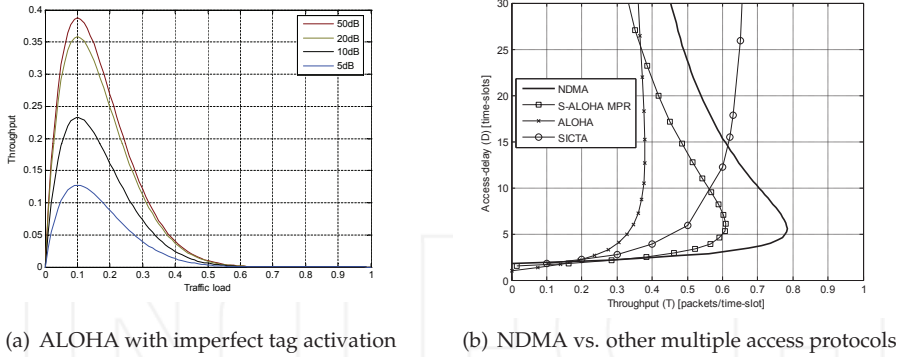 0.4
0.35
0.3
0.25
0.2
0.15
0.1
0.05
0
0
0.1
0.2
0.3
0.4
0.5
0.6
0.7
0.8
0.9
1
Throughput
Traffic load
50dB
20dB
10dB
5dB
(a) ALOHA with imperfect tag activation
30
25
20
15
10
5
0
0
0.1
0.2
0.3
0.4
0.5
0.6
0.7
0.8
0.9
1
Access-delay (D) [time-slots]
Throughput (T) [packets/time-slot]
NDMA
S-ALOHA MPR
ALOHA
SICTA
(b) NDMA vs. other multiple access protocols